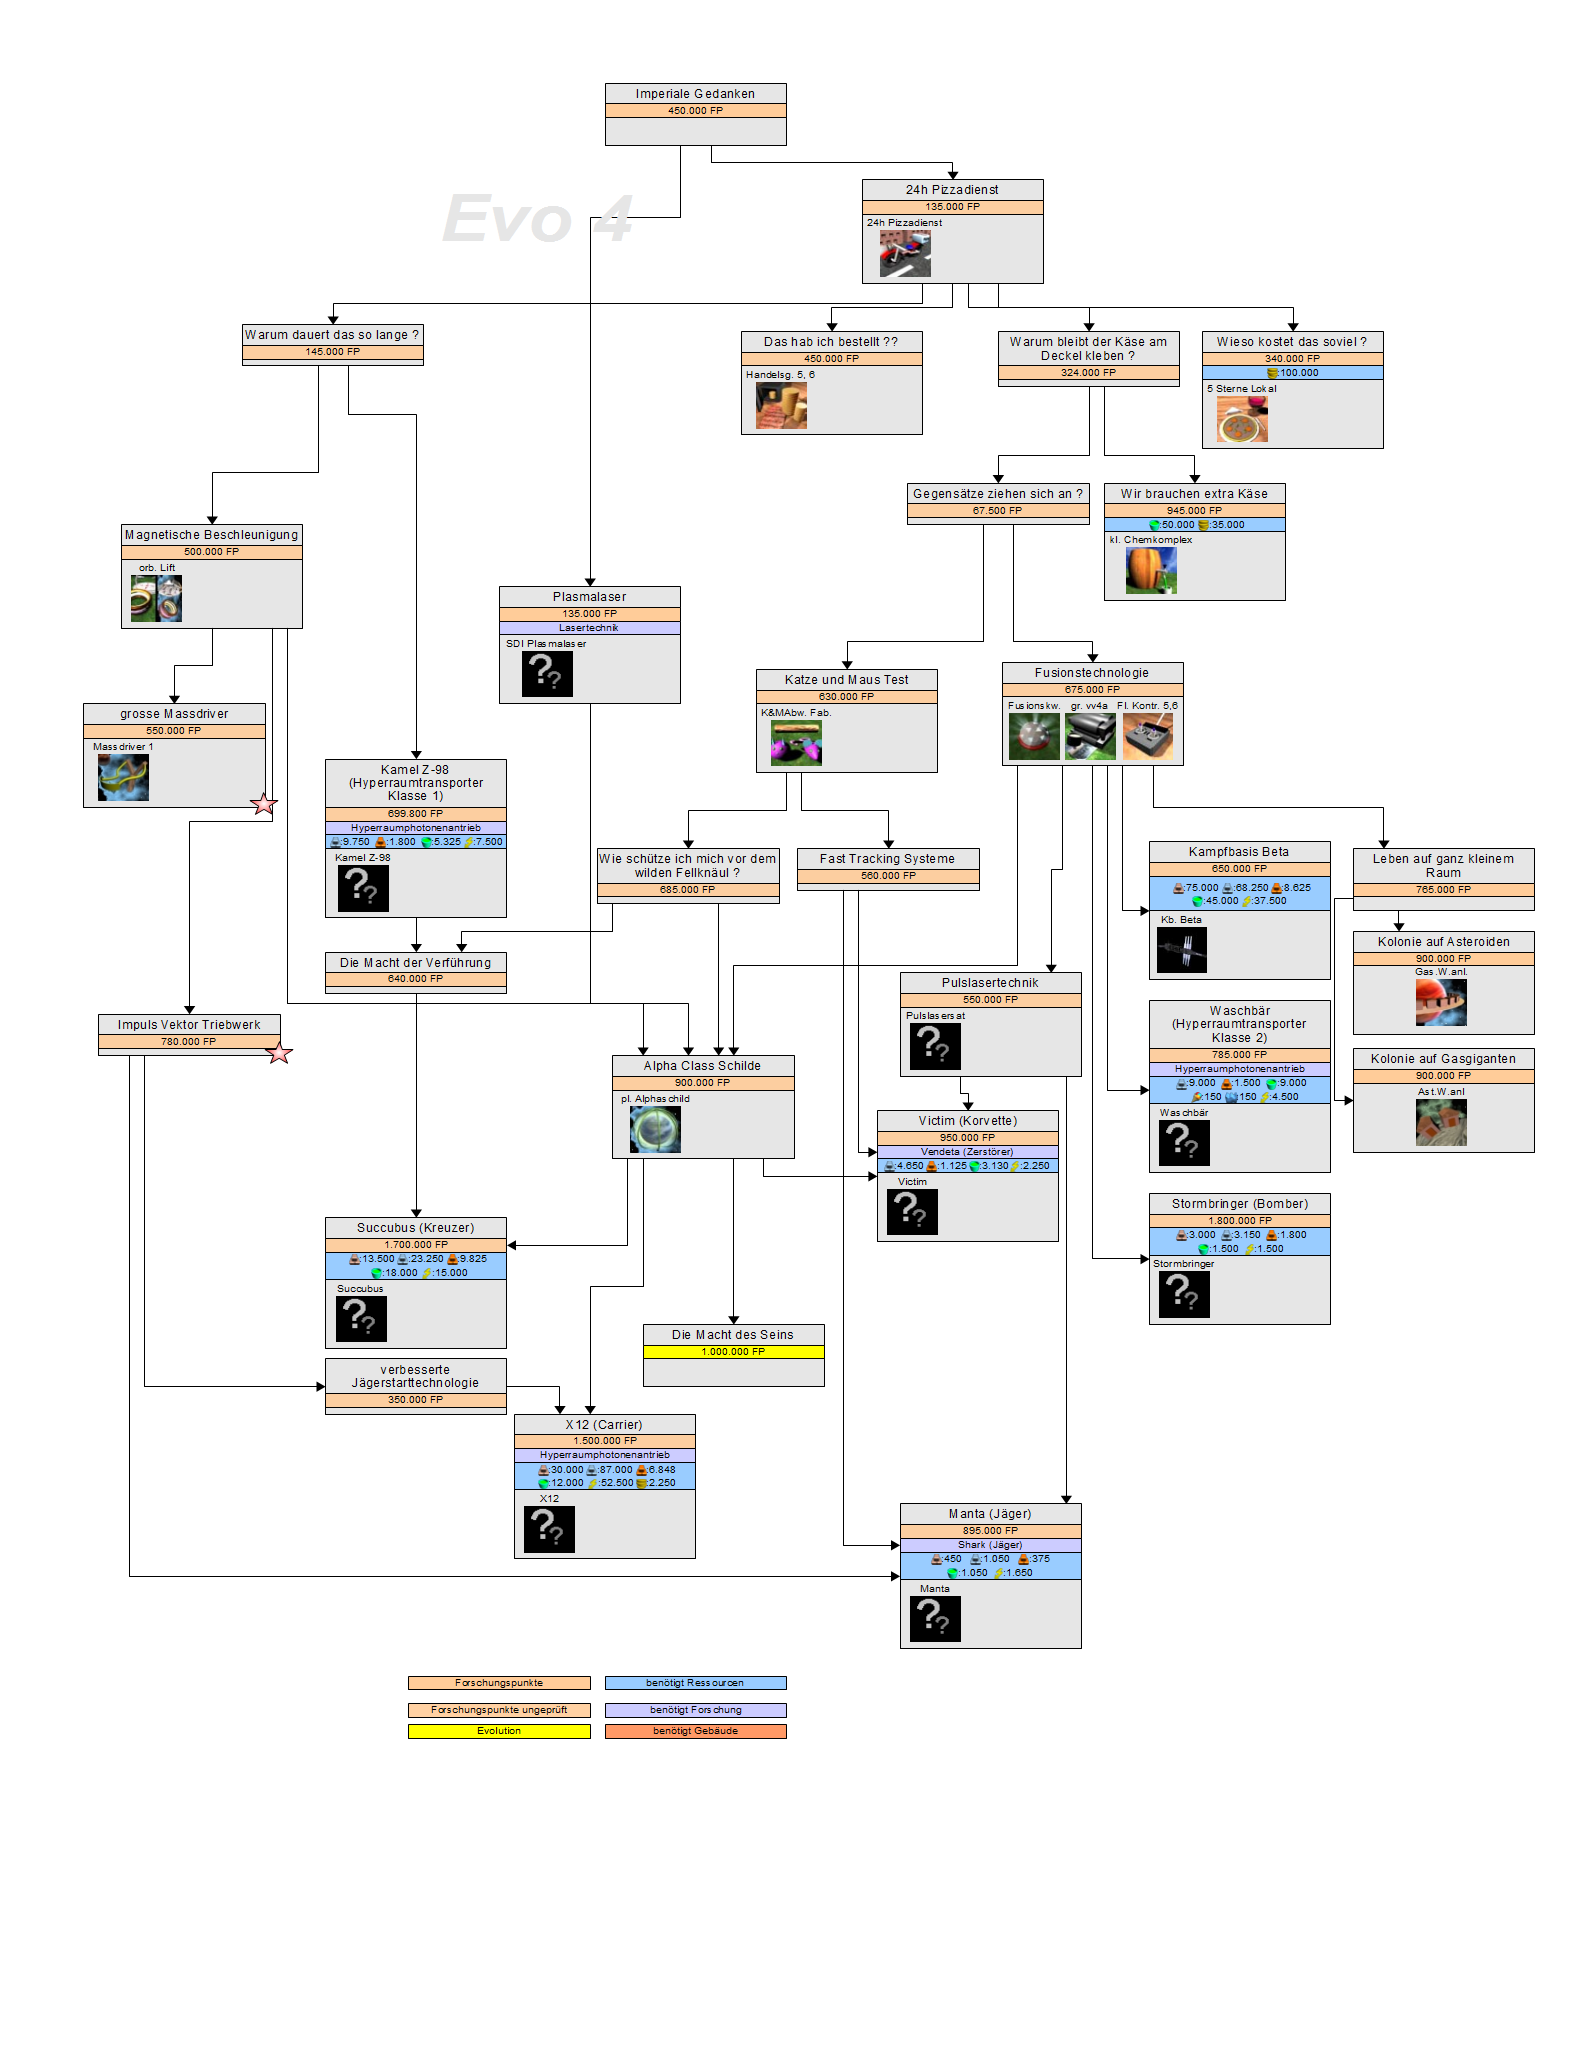 Imperiale Gedanken
450.000 FP
Evo 4
24h Pizzadienst
135.000 FP
24h Pizzadienst
Warum dauert das so lange ?
145.000 FP
Das hab ich bestellt ??
450.000 FP
Handelsg. 5, 6
Warum bleibt der Käse am
Deckel kleben ?
324.000 FP
Wieso kostet das soviel ?
340.000 FP
:100.000
5 Sterne Lokal
Gegensätze ziehen sich an ?
67.500 FP
Wir brauchen extra Käse
945.000 FP
:50.000 :35.000
kl. Chemkomplex
Magnetische Beschleunigung
500.000 FP
orb. Lift
Plasmalaser
135.000 FP
Lasertechnik
SDI Plasmalaser
??
Katze und Maus Test
630.000 FP
K&MAbw. Fab.
Fusionstechnologie
675.000 FP
Fusionskw. gr. vv4a Fl. Kontr. 5,6
grosse Massdriver
550.000 FP
Massdriver 1
Kamel Z-98
(Hyperraumtransporter
Klasse 1)
699.800 FP
Hyperraumphotonenantrieb
:9.750 :1.800 :5.325 :7.500
Kamel Z-98
??
Wie schütze ich mich vor dem
wilden Fellknäul ?
685.000 FP
Fast Tracking Systeme
560.000 FP
Kampfbasis Beta
650.000 FP
:75.000 :68.250 :8.625
:45.000 :37.500
Kb. Beta
Leben auf ganz kleinem
Raum
765.000 FP
Kolonie auf Asteroiden
900.000 FP
Gas.W.anl.
Die Macht der Verführung
640.000 FP
Pulslasertechnik
550.000 FP
Pulslasersat
??
Waschbär
(Hyperraumtransporter
Klasse 2)
785.000 FP
Hyperraumphotonenantrieb
:9.000 :1.500 :9.000
:150 :150 :4.500
Waschbär
??
Impuls Vektor Triebwerk
780.000 FP
Alpha Class Schilde
900.000 FP
pl. Alphaschild
Kolonie auf Gasgiganten
900.000 FP
Ast.W.anl
Victim (Korvette)
950.000 FP
Vendeta (Zerstörer)
:4.650 :1.125 :3.130 :2.250
Victim
??
Stormbringer (Bomber)
1.800.000 FP
:3.000 :3.150 :1.800
:1.500 :1.500
Stormbringer
??
Succubus (Kreuzer)
1.700.000 FP
:13.500 :23.250 :9.825
:18.000 :15.000
Succubus
??
Die Macht des Seins
1.000.000 FP
verbesserte
Jägerstarttechnologie
350.000 FP
X12 (Carrier)
1.500.000 FP
Hyperraumphotonenantrieb
:30.000 :87.000 :6.848
:12.000 :52.500 :2.250
X12
??
Manta (Jäger)
895.000 FP
Shark (Jäger)
:450 :1.050 :375
:1.050 :1.650
Manta
??
Forschungspunkte
benötigt Ressourcen
Forschungspunkte ungeprüft
benötigt Forschung
Evolution
benötigt Gebäude